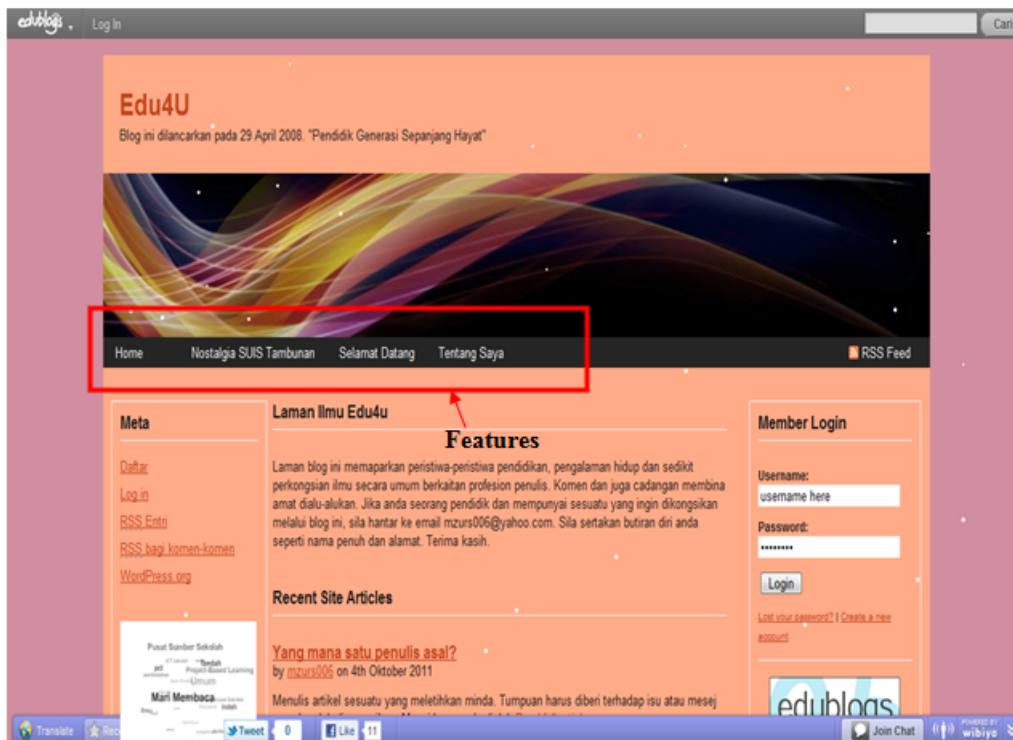 edublogs Log In Cari
Edu4U
Blog ini dilancarkan pada 29 April 2008. "Pendidik Generasi Sepanjang Hayat"
Home Nostalgia SUIS Tambunan Selamat Datang Tentang Saya RSS Feed
Features
Meta
Daftar
Log in
RSS Entri
RSS bagi komen-komen
WordPress.org
Pusat Sumber Sekolah
pct
Project-Based Learning
Umum
Mari Membaca
indah
Laman Ilmu Edu4u
Laman blog ini memaparkan peristiwa-peristiwa pendidikan, pengalaman hidup dan sedikit
perkongsian ilmu secara umum berkaitan profesion penulis. Komen dan juga cadangan membina
amat dialu-alukan. Jika anda seorang pendidik dan mempunyai sesuatu yang ingin dikongsikan
melalui blog ini, sila hantar ke email mzurs006@yahoo.com. Sila sertakan butiran diri anda
seperti nama penuh dan alamat. Terima kasih.
Recent Site Articles
Yang mana satu penulis asal?
by mzurs006 on 4th Oktober 2011
Menulis artikel sesuatu yang meletihkan minda. Tumpuan harus diberi terhadap isu atau mesej
Member Login
Username:
username here
Password:
Login
Lost your password? | Create a new
account
edublogs
Translate Tweet 0 Like 11 Join Chat POWERED BY wibiya